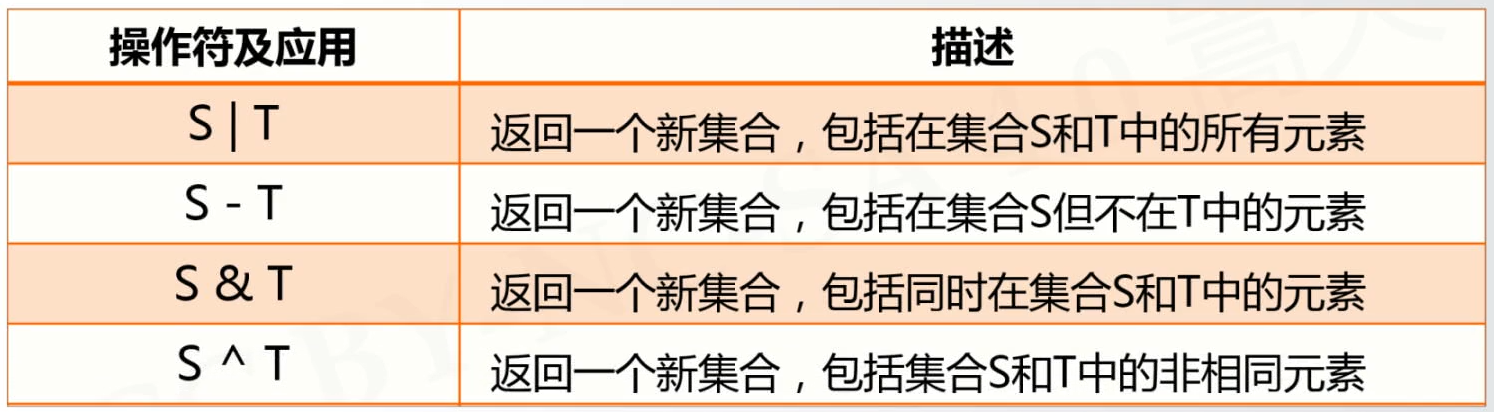 操作符及应用 描述
S | T 返回一个新集合，包括在集合S和T中的所有元素
S - T 返回一个新集合，包括在集合S但不在T中的元素
S & T 返回一个新集合，包括同时在集合S和T中的元素
S ^ T 返回一个新集合，包括集合S和T中的非相同元素